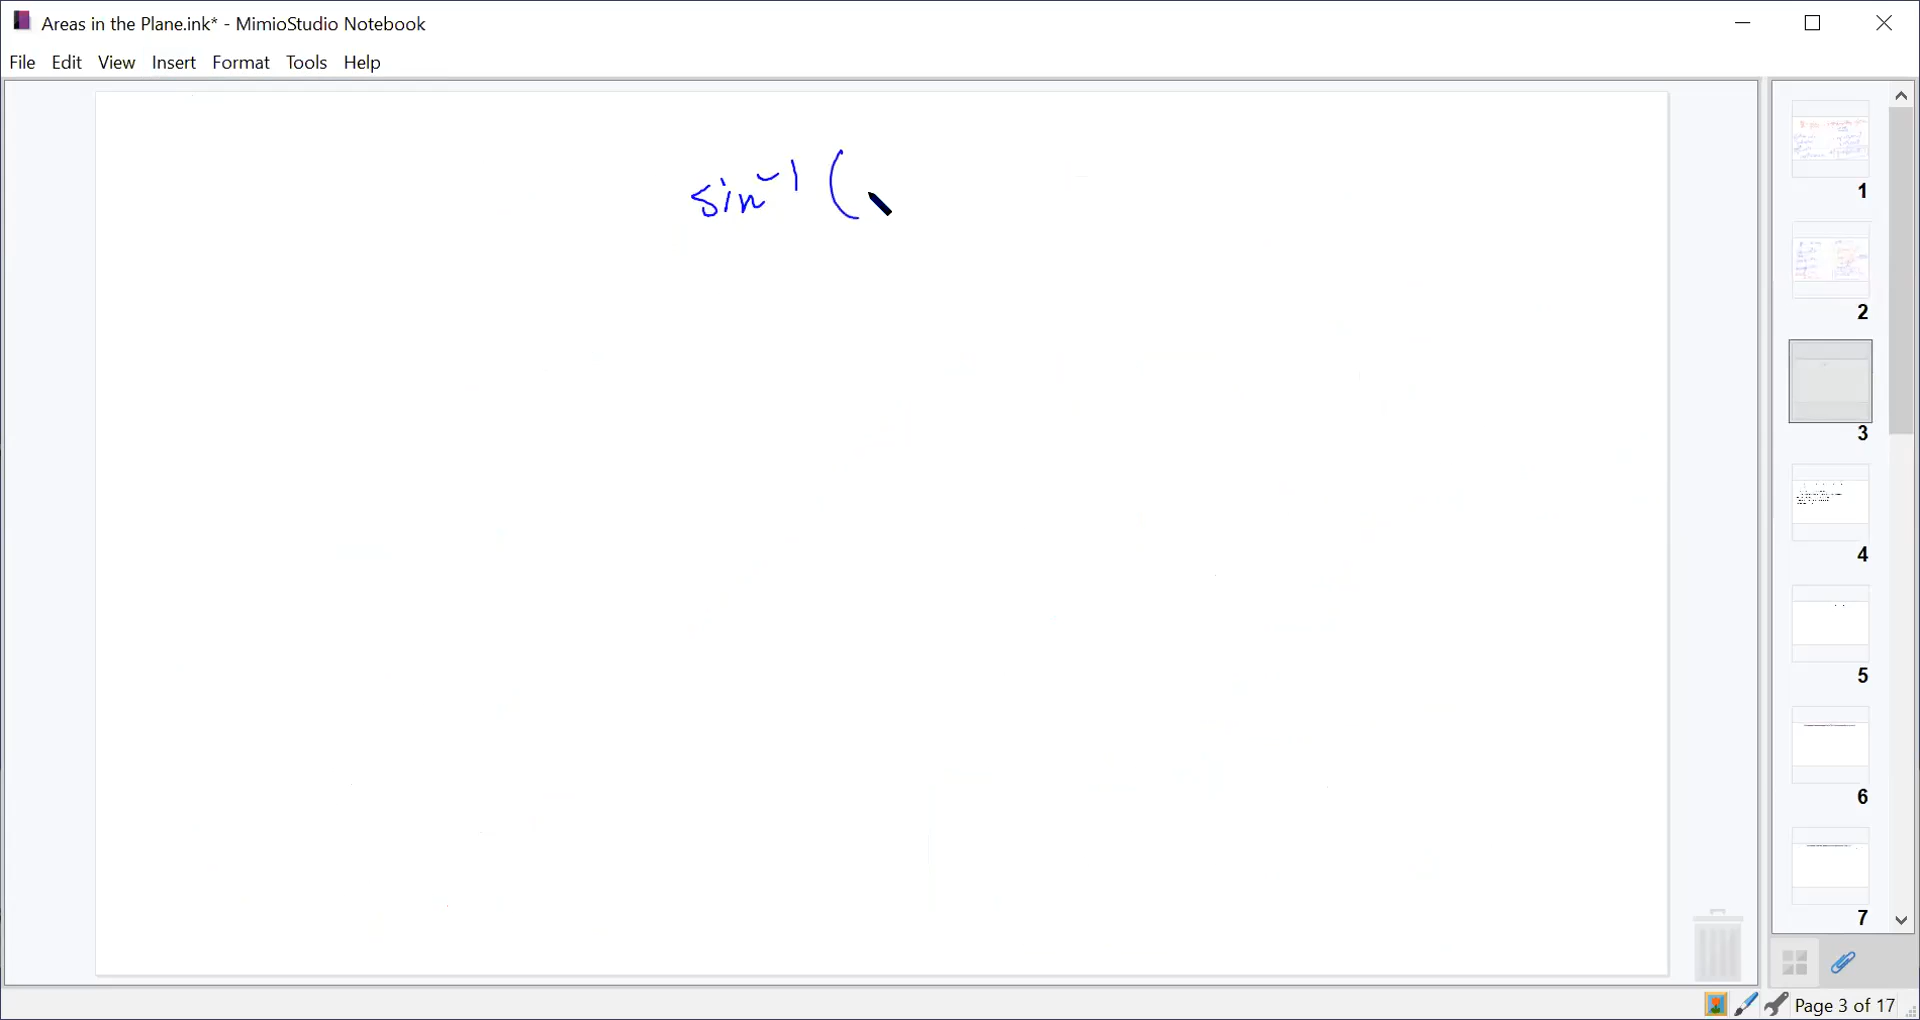 Areas in the Plane.ink* - MimioStudio Notebook
File Edit View Insert Format Tools Help
sin⁻¹ (
1
2
3
4
5
6
7
Page 3 of 17